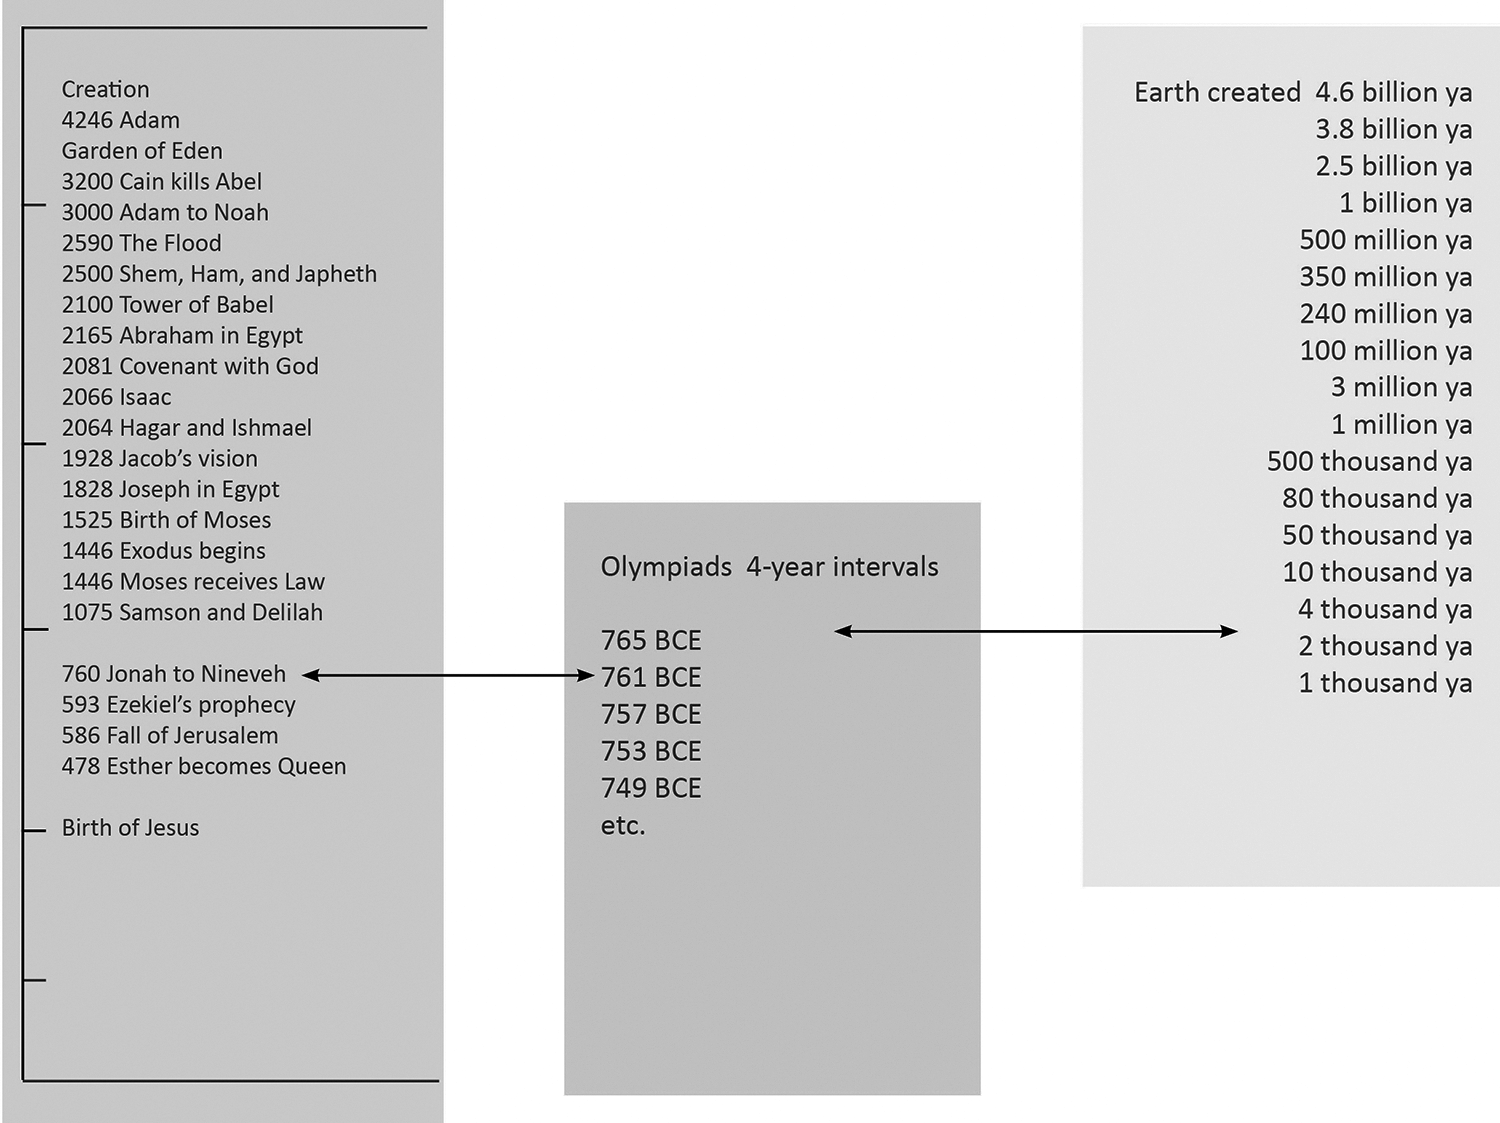 Creation
4246 Adam
Garden of Eden
3200 Cain kills Abel
3000 Adam to Noah
2590 The Flood
2500 Shem, Ham, and Japheth
2100 Tower of Babel
2165 Abraham in Egypt
2081 Covenant with God
2066 Isaac
2064 Hagar and Ishmael
1928 Jacob’s vision
1828 Joseph in Egypt
1525 Birth of Moses
1446 Exodus begins
1446 Moses receives Law
1075 Samson and Delilah
760 Jonah to Nineveh
593 Ezekiel’s prophecy
586 Fall of Jerusalem
478 Esther becomes Queen
Birth of Jesus
Olympiads 4-year intervals
765 BCE
761 BCE
757 BCE
753 BCE
749 BCE
etc.
Earth created 4.6 billion ya
3.8 billion ya
2.5 billion ya
1 billion ya
500 million ya
350 million ya
240 million ya
100 million ya
3 million ya
1 million ya
500 thousand ya
80 thousand ya
50 thousand ya
10 thousand ya
4 thousand ya
2 thousand ya
1 thousand ya